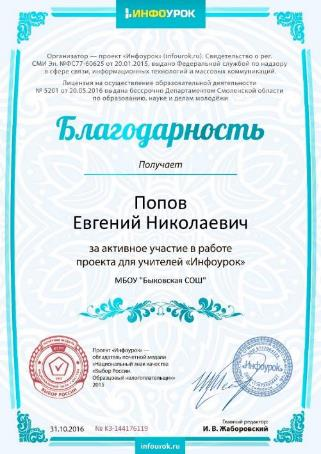 ИНФОУРОК
Организатор — проект «Инфоурок» (infourok.ru). Свидетельство о рег.
СМИ Эл. №ФС77-60625 от 20.01.2015, выдано Федеральной службой по надзору
в сфере связи, информационных технологий и массовых коммуникаций.
Лицензия на осуществление образовательной деятельности
№ 5201 от 20.05.2016 выдана бессрочно Департаментом Смоленской области
по образованию, науке и делам молодёжи
Благодарность
Получает
Попов
Евгений Николаевич
за активное участие в работе
проекта для учителей «Инфоурок»
МБОУ "Быковская СОШ"
Проект «Инфоурок» —
обладатель почетной медали
«Национальный знак качества
«Выбор России.
Образцовый налогоплательщик»
2015
ВЫБОР РОССИИ
«Инфоурок»
31.10.2016
№ КЗ-144176119
Главный редактор:
И. В. Жаборовский
infourok.ru